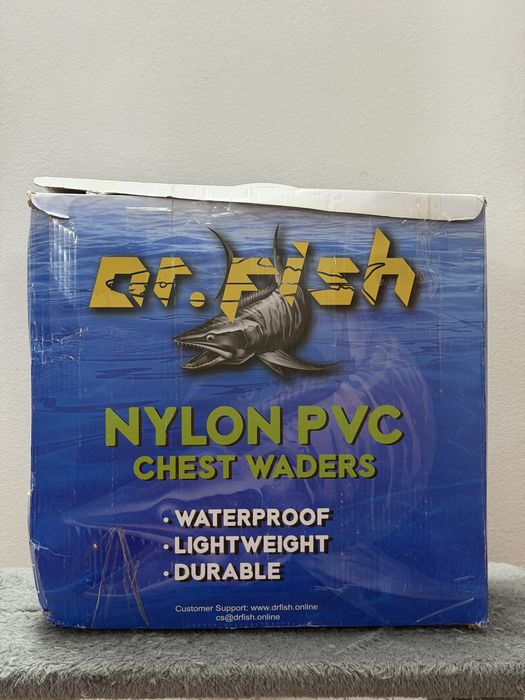 Dr.Fish
NYLON PVC
CHEST WADERS
• WATERPROOF
• LIGHTWEIGHT
• DURABLE
Customer Support: www.drfish.online
cs@drfish.online